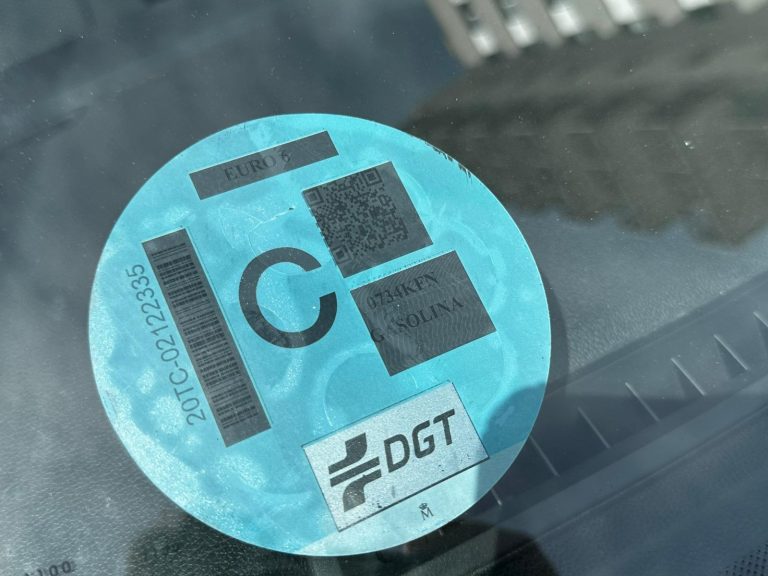 EURO 6
C
0734KFN
GASOLINA
20TC-02122335
DGT
M